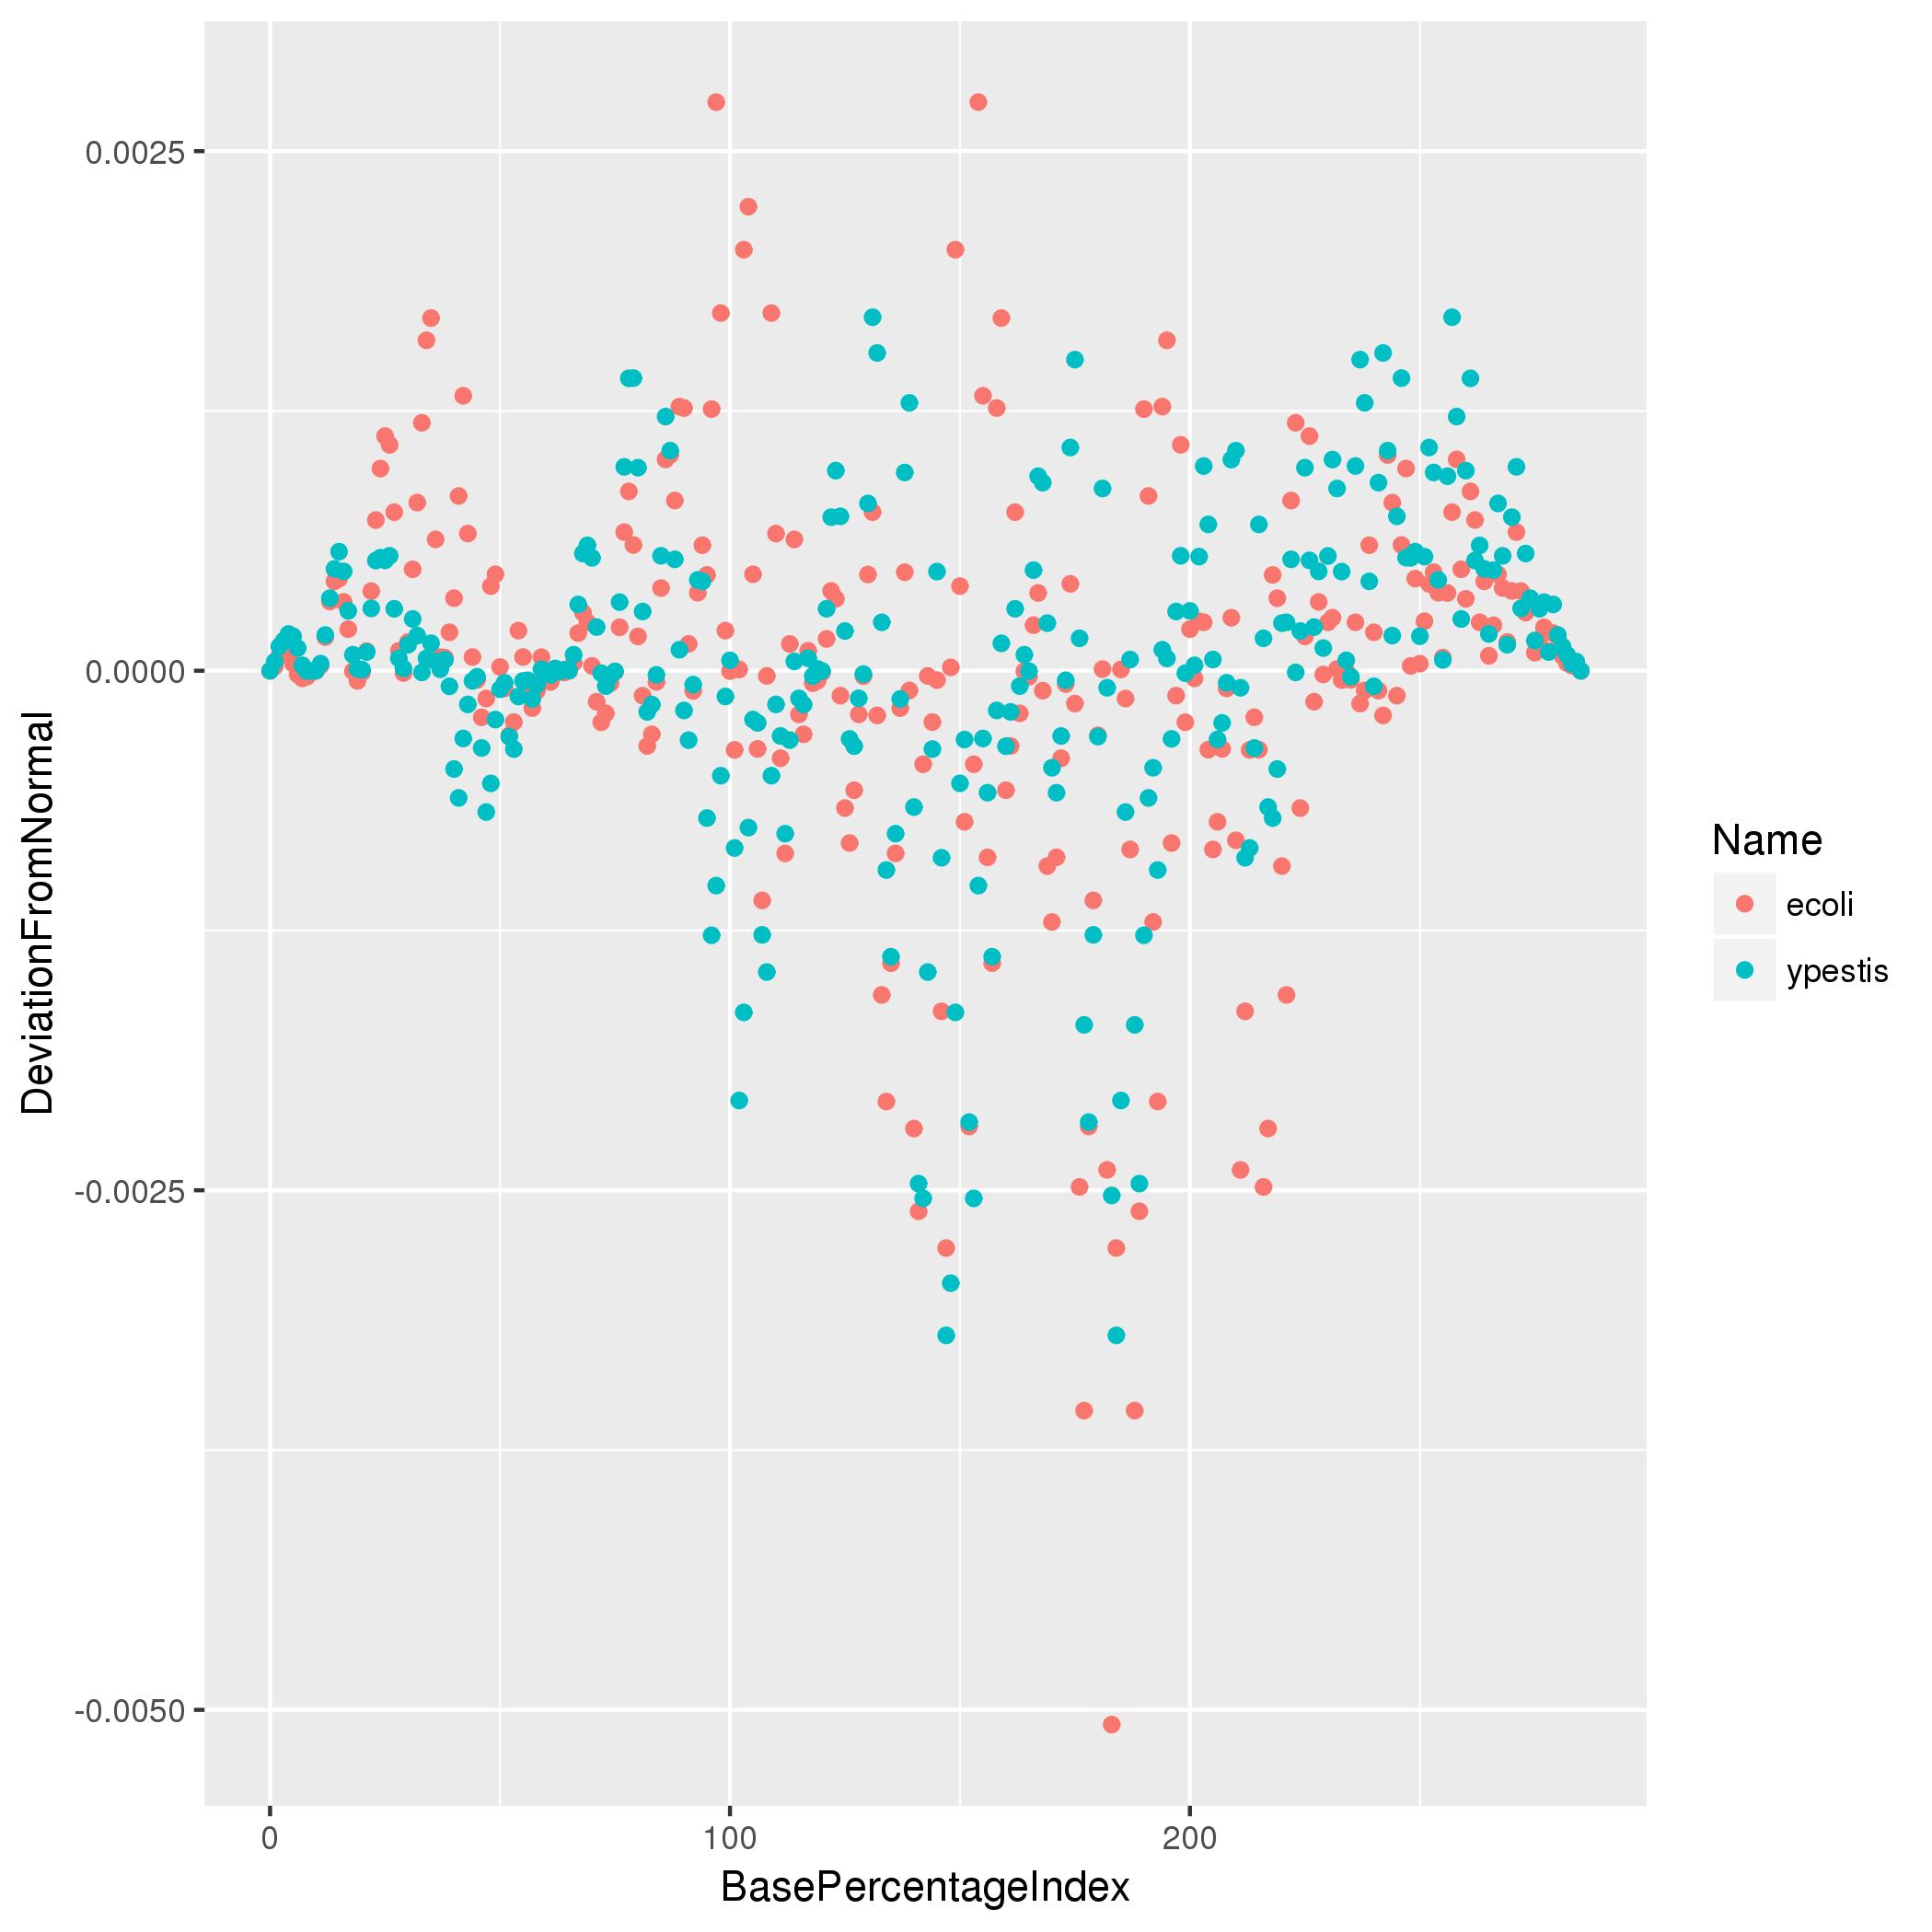 DeviationFromNormal
0.0025
0.0000
-0.0025
-0.0050
0
100
200
BasePercentageIndex
Name
ecoli
ypestis